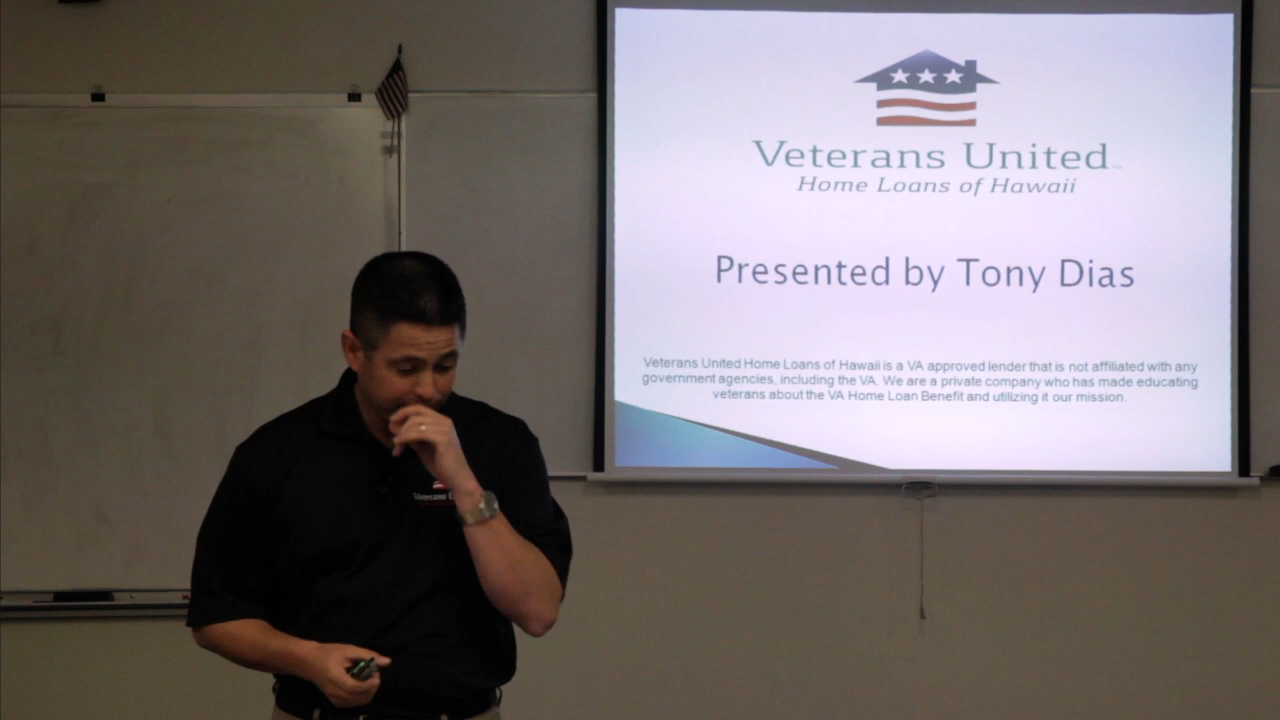 Veterans United
Home Loans of Hawaii
Presented by Tony Dias
Veterans United Home Loans of Hawaii is a VA approved lender that is not affiliated with any
government agencies, including the VA. We are a private company who has made educating
veterans about the VA Home Loan Benefit and utilizing it our mission.
Veterans U